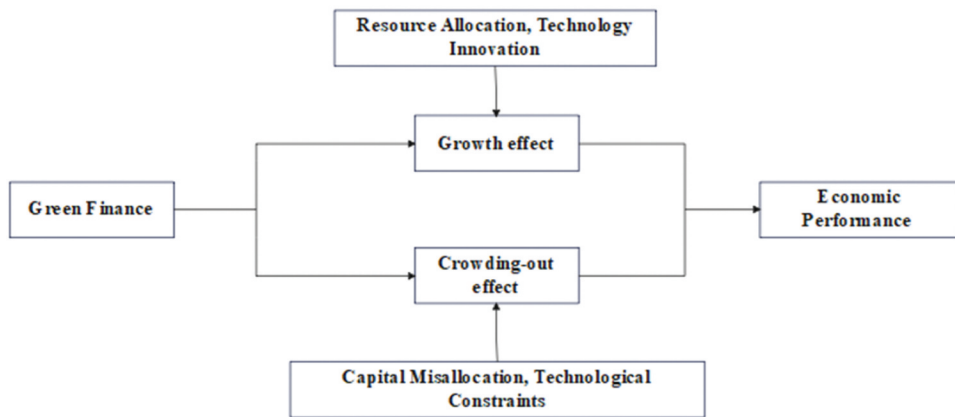 Resource Allocation, Technology
Innovation
Growth effect
Green Finance
Economic
Performance
Crowding-out
effect
Capital Misallocation, Technological
Constraints